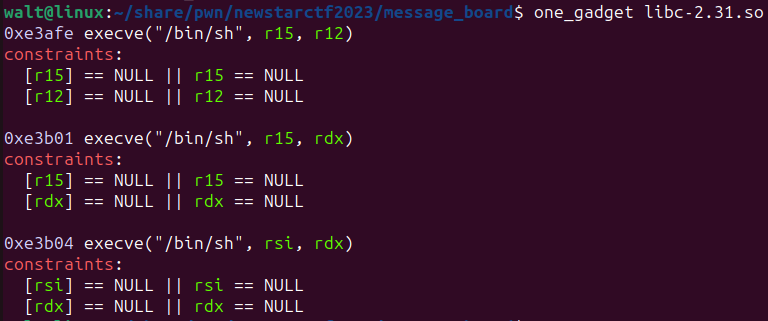 walt@linux:~/share/pwn/newstarctf2023/message_board$ one_gadget libc-2.31.so
0xe3afe execve("/bin/sh", r15, r12)
constraints:
  [r15] == NULL || r15 == NULL
  [r12] == NULL || r12 == NULL

0xe3b01 execve("/bin/sh", r15, rdx)
constraints:
  [r15] == NULL || r15 == NULL
  [rdx] == NULL || rdx == NULL

0xe3b04 execve("/bin/sh", rsi, rdx)
constraints:
  [rsi] == NULL || rsi == NULL
  [rdx] == NULL || rdx == NULL